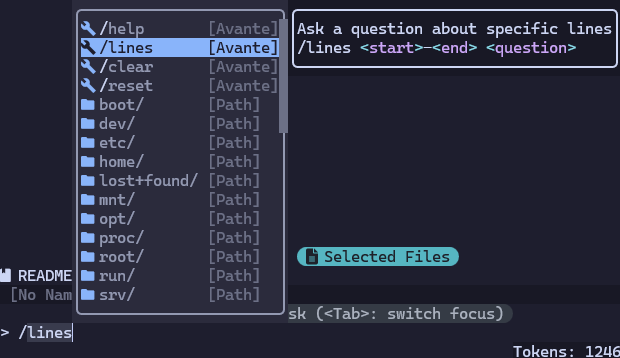 /help [Avante]
/lines [Avante]
/clear [Avante]
/reset [Avante]
boot/ [Path]
dev/ [Path]
etc/ [Path]
home/ [Path]
lost+found/ [Path]
mnt/ [Path]
opt/ [Path]
proc/ [Path]
root/ [Path]
run/ [Path]
srv/ [Path]
Ask a question about specific lines
/lines <start>-<end> <question>
Selected Files
README
[No Nam
sk (<Tab>: switch focus)
> /lines
Tokens: 1246